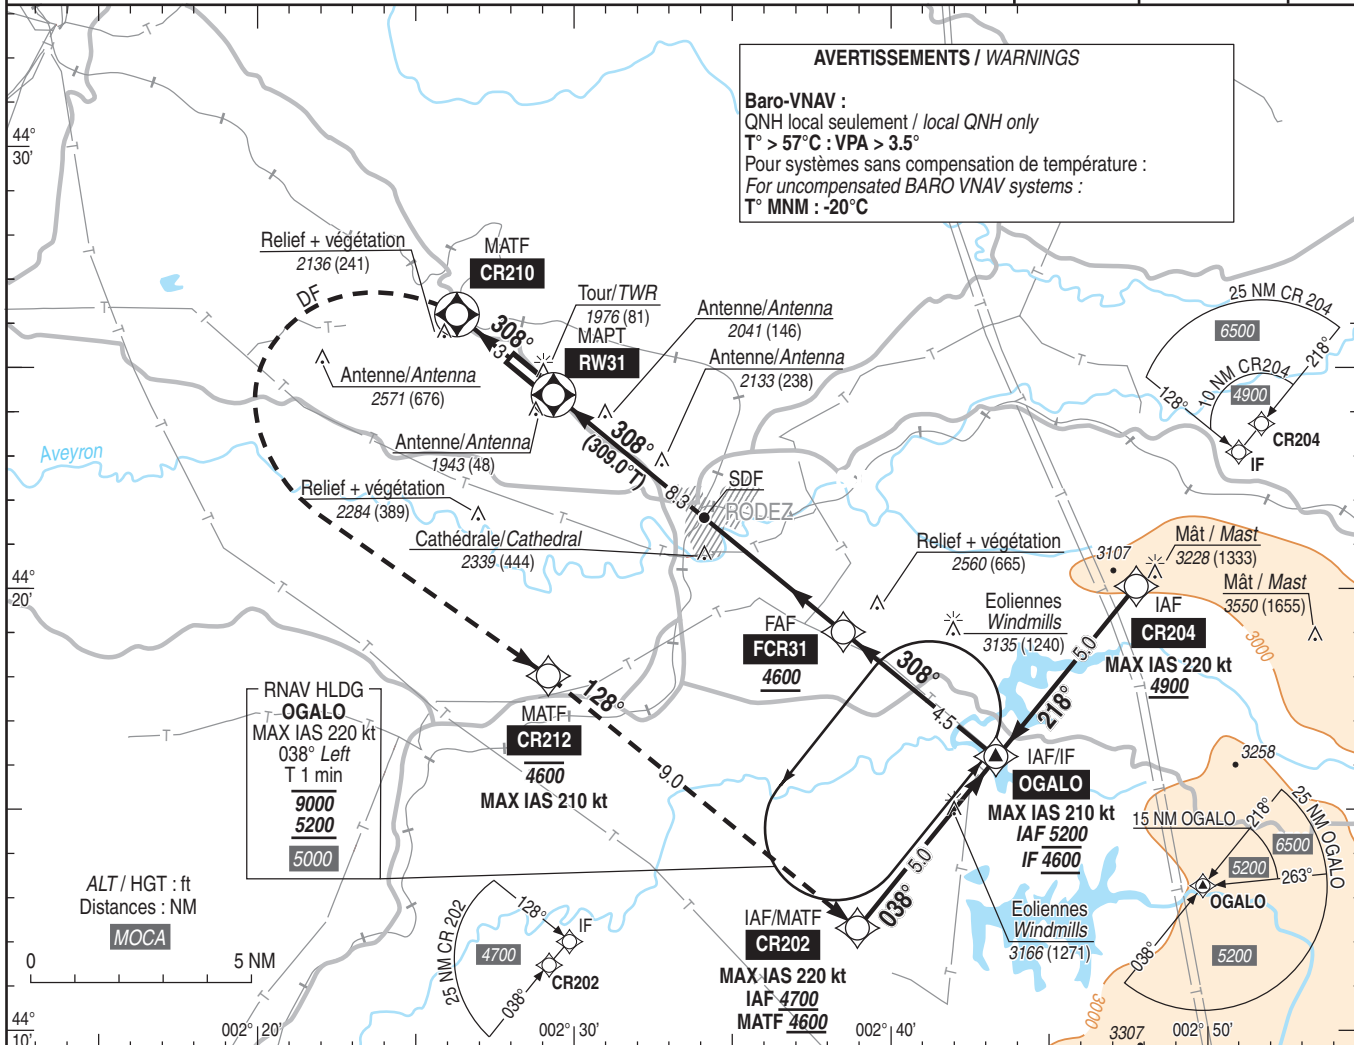 AVERTISSEMENTS / WARNINGS
Baro-VNAV :
QNH local seulement / local QNH only
T° > 57°C : VPA > 3.5°
Pour systèmes sans compensation de température :
For uncompensated BARO VNAV systems :
T° MNM : -20°C
44°
30'
Relief + végétation
2136 (241)
MATF
CR210
DF
308°
3
Tour/TWR
1976 (81)
MAPT
RW31
Antenne/Antenna
2041 (146)
Antenne/Antenna
2133 (238)
Antenne/Antenna
2571 (676)
Antenne/Antenna
1943 (48)
308°
(309.0°T)
8.3
25 NM CR 204
6500
218°
10 NM CR204
4900
128°
CR204
IF
Aveyron
SDF
RODEZ
Relief + végétation
2284 (389)
Cathédrale/Cathedral
2339 (444)
Relief + végétation
2560 (665)
3107
Mât / Mast
3228 (1333)
Mât / Mast
3550 (1655)
44°
20'
Eoliennes
Windmills
3135 (1240)
IAF
CR204
MAX IAS 220 kt
4900
3000
FAF
FCR31
4600
308°
4.5
5.0
218°
RNAV HLDG
OGALO
MAX IAS 220 kt
038° Left
T 1 min
9000
5200
5000
128°
MATF
CR212
4600
MAX IAS 210 kt
9.0
IAF/IF
OGALO
MAX IAS 210 kt
IAF 5200
IF 4600
3258
15 NM OGALO
218°
25 NM OGALO
6500
5200
263°
OGALO
038°
5200
5.0
038°
Eoliennes
Windmills
3166 (1271)
ALT / HGT : ft
Distances : NM
MOCA
0
5 NM
25 NM CR 202
128°
IF
4700
CR202
038°
IAF/MATF
CR202
MAX IAS 220 kt
IAF 4700
MATF 4600
3000
3307
44°
10'
002° 20'
002° 30'
002° 40'
002° 50'